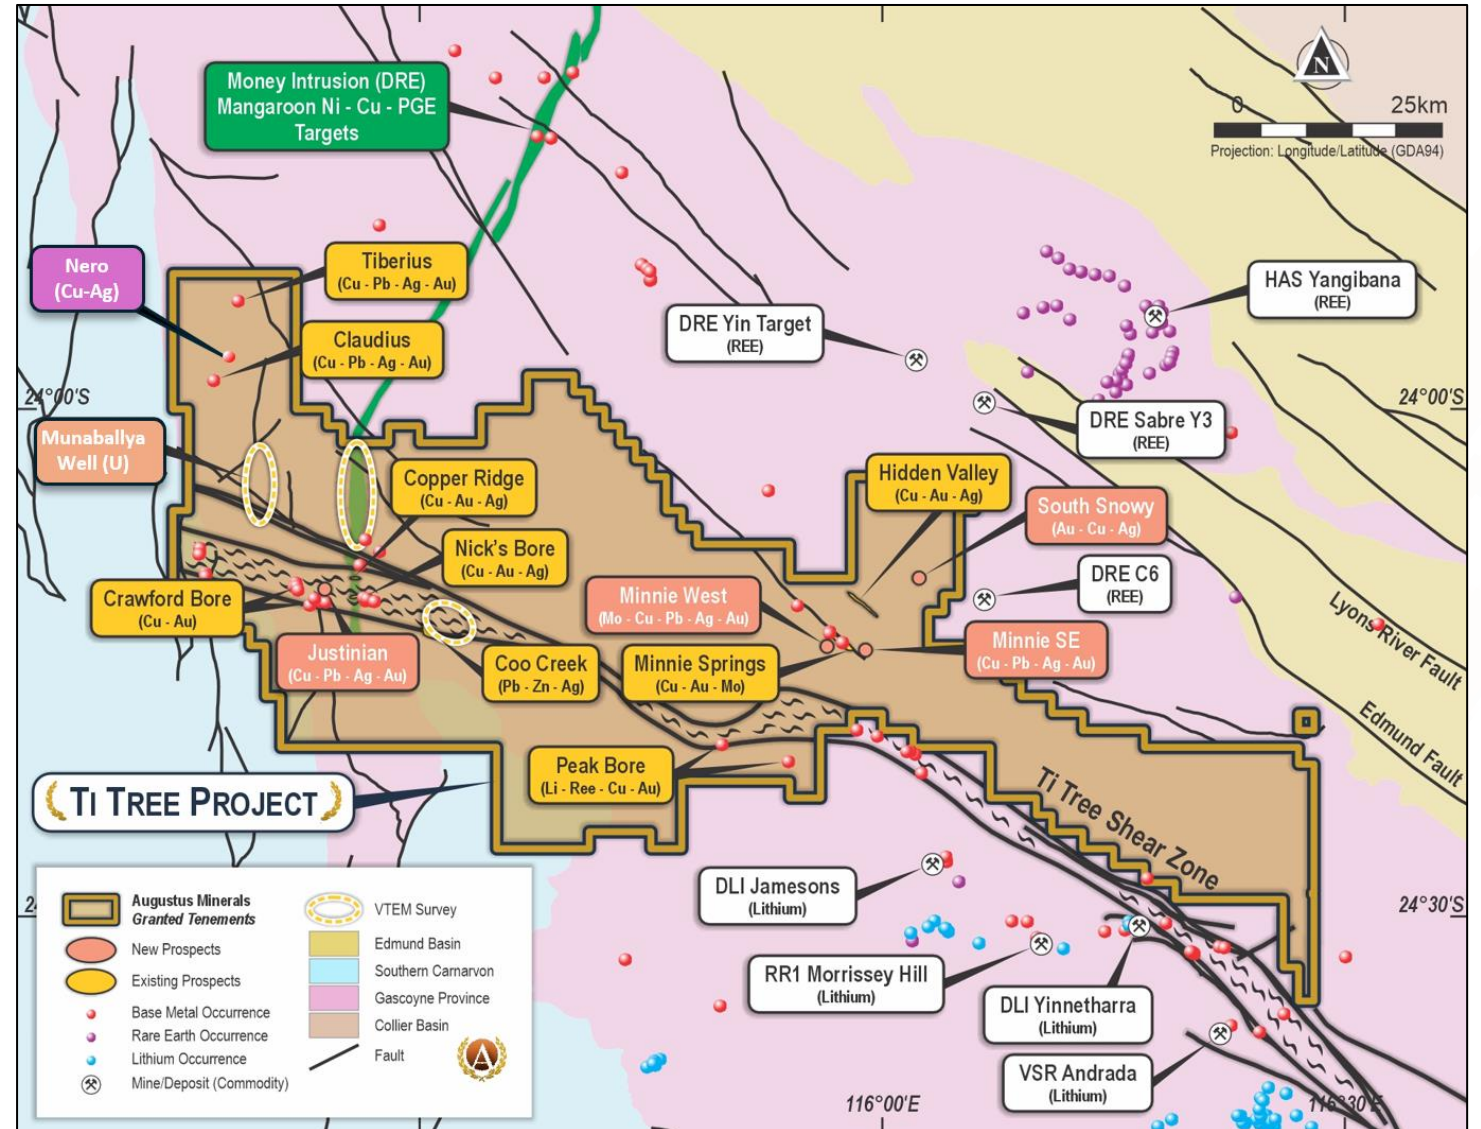 Money Intrusion (DRE)
Mangaroon Ni - Cu - PGE
Targets
N
0 25km
Projection: Longitude/Latitude (GDA94)
Nero
(Cu-Ag)
Tiberius
(Cu - Pb - Ag - Au)
Claudius
(Cu - Pb - Ag - Au)
DRE Yin Target
(REE)
HAS Yangibana
(REE)
24°00'S
24°00'S
DRE Sabre Y3
(REE)
Munaballya
Well (U)
Copper Ridge
(Cu - Au - Ag)
Hidden Valley
(Cu - Au - Ag)
South Snowy
(Au - Cu - Ag)
Nick's Bore
(Cu - Au - Ag)
DRE C6
(REE)
Crawford Bore
(Cu - Au)
Minnie West
(Mo - Cu - Pb - Ag - Au)
Lyons River Fault
Justinian
(Cu - Pb - Ag - Au)
Coo Creek
(Pb - Zn - Ag)
Minnie Springs
(Cu - Au - Mo)
Minnie SE
(Cu - Pb - Ag - Au)
Edmund Fault
Peak Bore
(Li - Ree - Cu - Au)
TI TREE PROJECT
Ti Tree Shear Zone
DLI Jamesons
(Lithium)
24°30'S
RR1 Morrissey Hill
(Lithium)
DLI Yinnetharra
(Lithium)
VSR Andrada
(Lithium)
116°00'E
116°30'E
Augustus Minerals
Granted Tenements
New Prospects
Existing Prospects
Base Metal Occurrence
Rare Earth Occurrence
Lithium Occurrence
Mine/Deposit (Commodity)
VTEM Survey
Edmund Basin
Southern Carnarvon
Gascoyne Province
Collier Basin
Fault
A